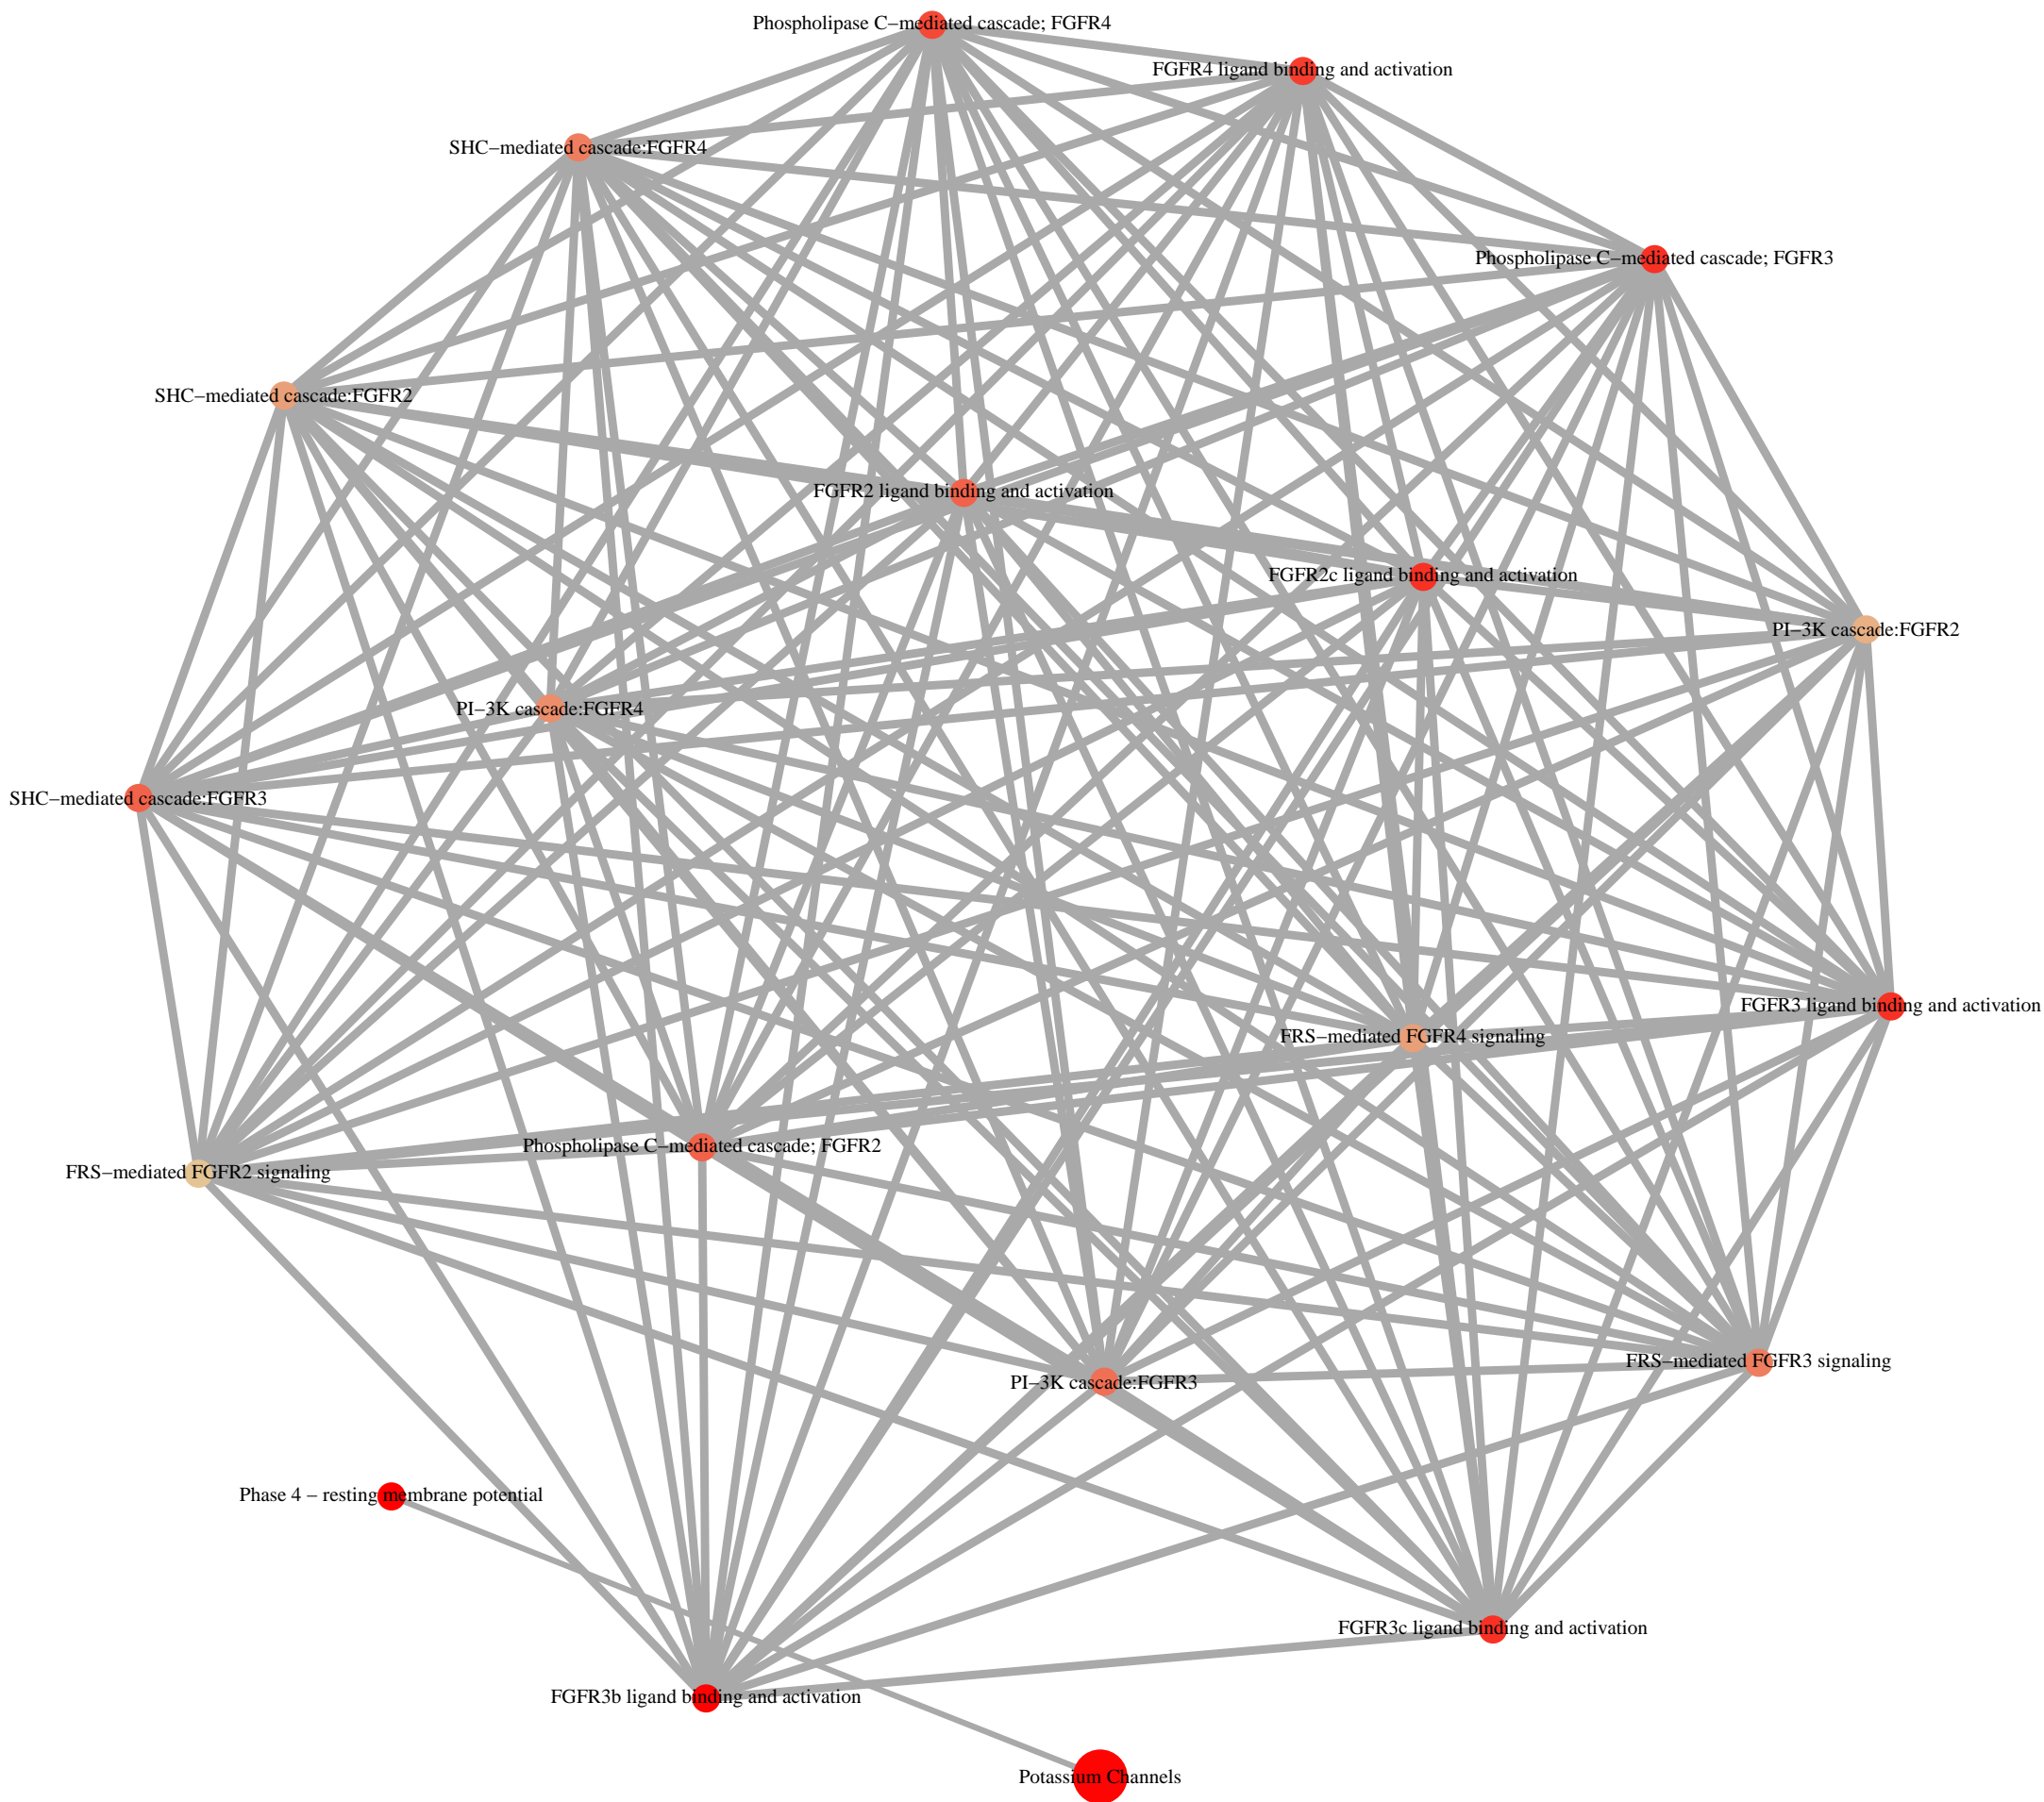 Phospholipase C−mediated cascade; FGFR4
FGFR4 ligand binding and activation
SHC−mediated cascade:FGFR4
Phospholipase C−mediated cascade; FGFR3
SHC−mediated cascade:FGFR2
FGFR2 ligand binding and activation
FGFR2c ligand binding and activation
PI−3K cascade:FGFR2
PI−3K cascade:FGFR4
SHC−mediated cascade:FGFR3
FGFR3 ligand binding and activation
FRS−mediated FGFR4 signaling
Phospholipase C−mediated cascade; FGFR2
FRS−mediated FGFR2 signaling
FRS−mediated FGFR3 signaling
PI−3K cascade:FGFR3
Phase 4 − resting membrane potential
FGFR3c ligand binding and activation
FGFR3b ligand binding and activation
Potassium Channels